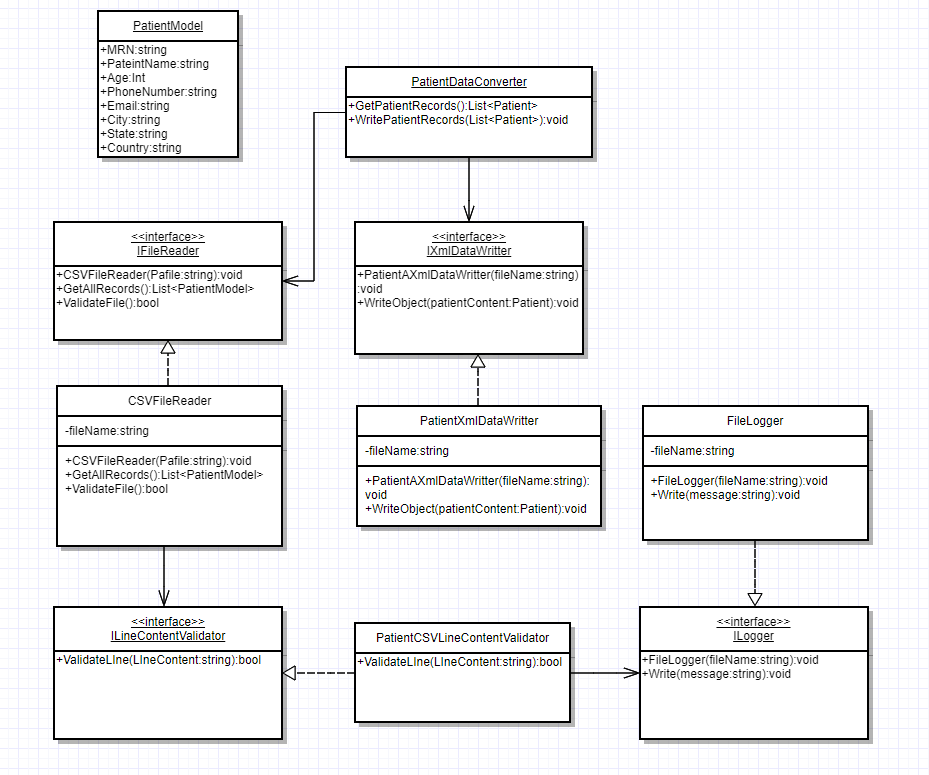 PatientModel
+MRN:string
+PateintName:string
+Age:Int
+PhoneNumber:string
+Email:string
+City:string
+State:string
+Country:string
PatientDataConverter
+GetPatientRecords():List<Patient>
+WritePatientRecords(List<Patient>):void
<<interface>>
IFileReader
+CSVFileReader(Pafile:string):void
+GetAllRecords():List<PatientModel>
+ValidateFile():bool
<<interface>>
IXmlDataWritter
+PatientAXmlDataWritter(fileName:string)
:void
+WriteObject(patientContent:Patient):void
CSVFileReader
-fileName:string
+CSVFileReader(Pafile:string):void
+GetAllRecords():List<PatientModel>
+ValidateFile():bool
PatientXmlDataWritter
-fileName:string
+PatientAXmlDataWritter(fileName:string):
void
+WriteObject(patientContent:Patient):void
FileLogger
-fileName:string
+FileLogger(fileName:string):void
+Write(message:string):void
<<interface>>
ILineContentValidator
+ValidateLIne(LIneContent:string):bool
PatientCSVLineContentValidator
+ValidateLIne(LIneContent:string):bool
<<interface>>
ILogger
+FileLogger(fileName:string):void
+Write(message:string):void